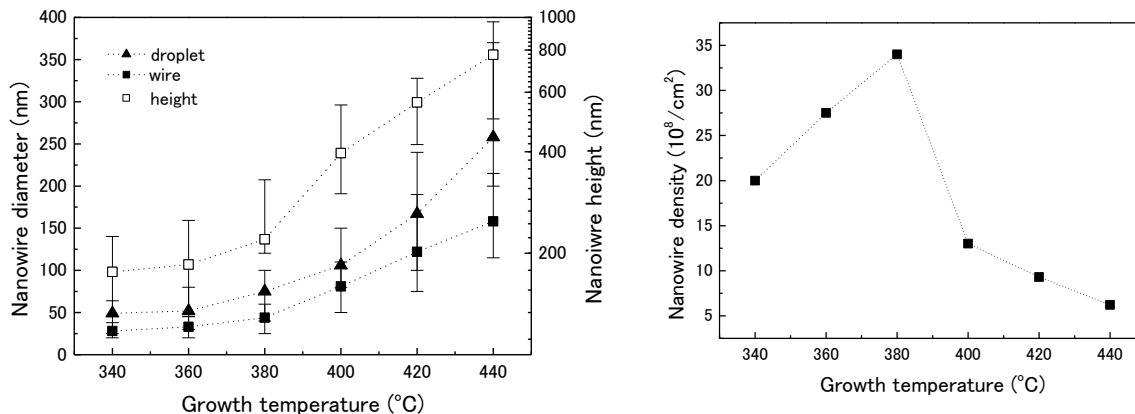 400
350
300
250
200
150
100
50
0
Nanowire diameter (nm)
droplet
wire
height
1000
800
600
400
200
Nanoiwre height (nm)
340 360 380 400 420 440
Growth temperature (°C)
35
30
25
20
15
10
5
Nanowire density (10⁸/cm²)
340 360 380 400 420 440
Growth temperature (°C)